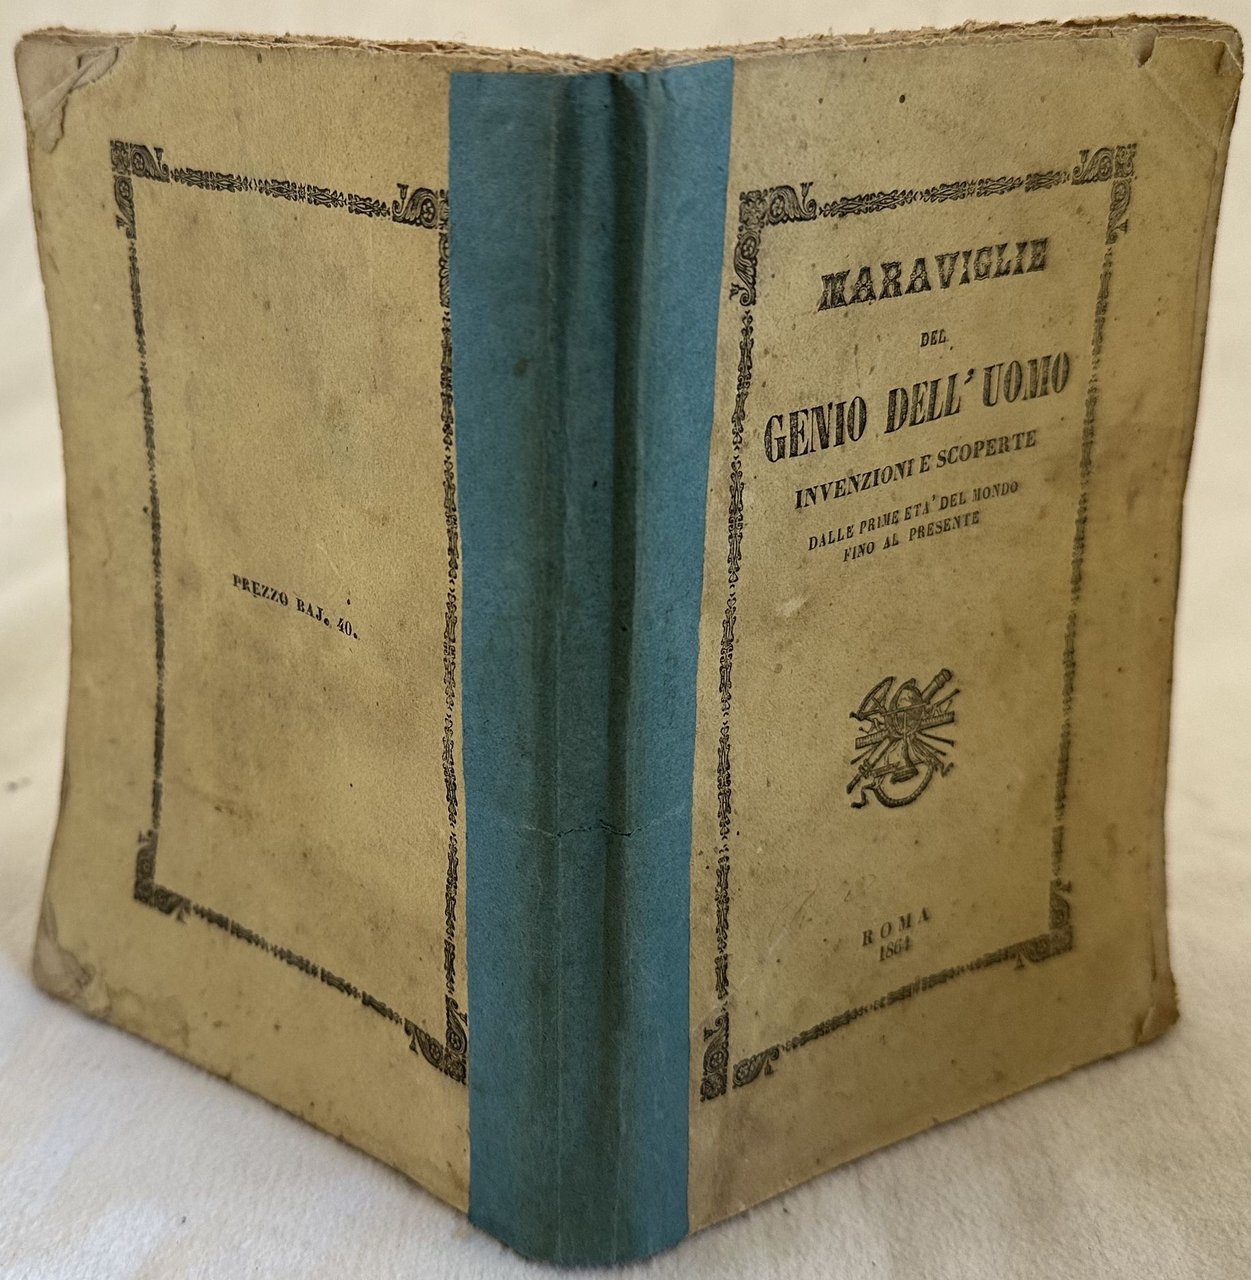 MARAVIGLIE
DEL
GENIO DELL' UOMO
INVENZIONI E SCOPERTE
DALLE PRIME ETA' DEL MONDO
FINO AL PRESENTE
ROMA
1864
PREZZO BAJ. 40.